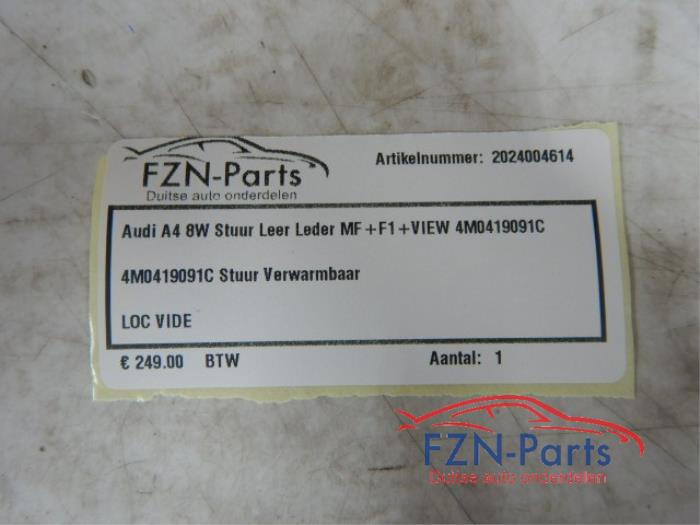 FZN-Parts
Duitse auto onderdelen
Artikelnummer: 2024004614
Audi A4 8W Stuur Leer Leder MF+F1+VIEW 4M0419091C
4M0419091C Stuur Verwarmbaar
LOC VIDE
€ 249.00 BTW Aantal: 1
FZN-Parts
Duitse auto onderdelen